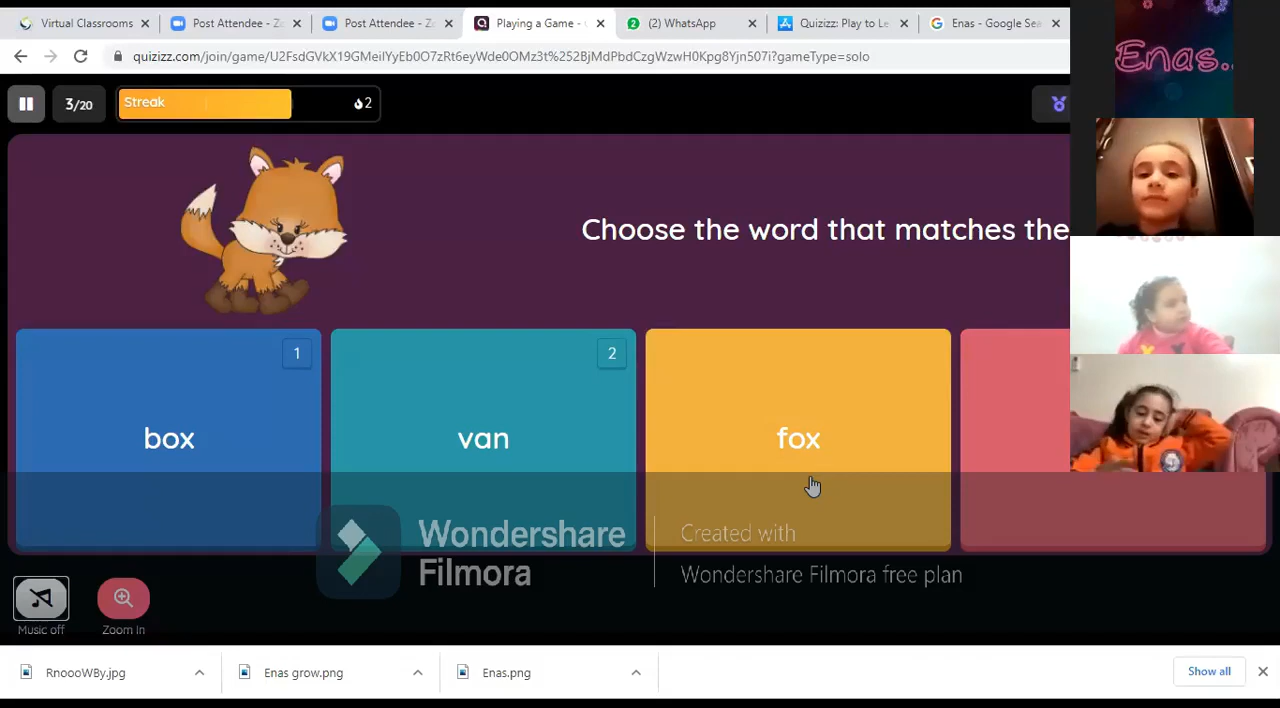 Virtual Classrooms
Post Attendee - Z
Post Attendee - Z
Playing a Game -
(2) WhatsApp
Quizizz: Play to Le
Enas - Google Sea
quizizz.com/join/game/
?gameType=solo
3/20
Streak
2
Enas..
Choose the word that matches the
1
2
box
van
fox
Wondershare
Filmora
Created with
Wondershare Filmora free plan
Music off
Zoom In
RnoooWBy.jpg
Enas grow.png
Enas.png
Show all